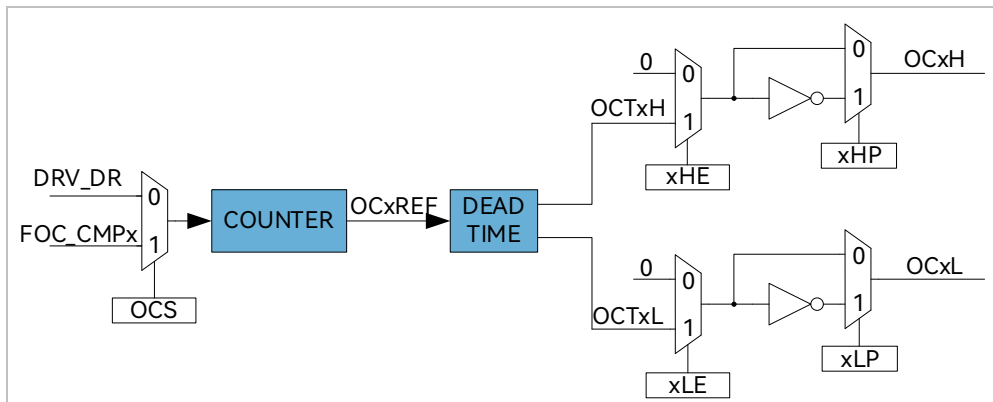 0
0
OCxH
0
OCTxH
1
1
xHE
xHP
DRV_DR
0
COUNTER
OCxREF
DEAD
TIME
FOC_CMPx
1
OCS
0
0
OCxL
0
OCTxL
1
1
xLE
xLP